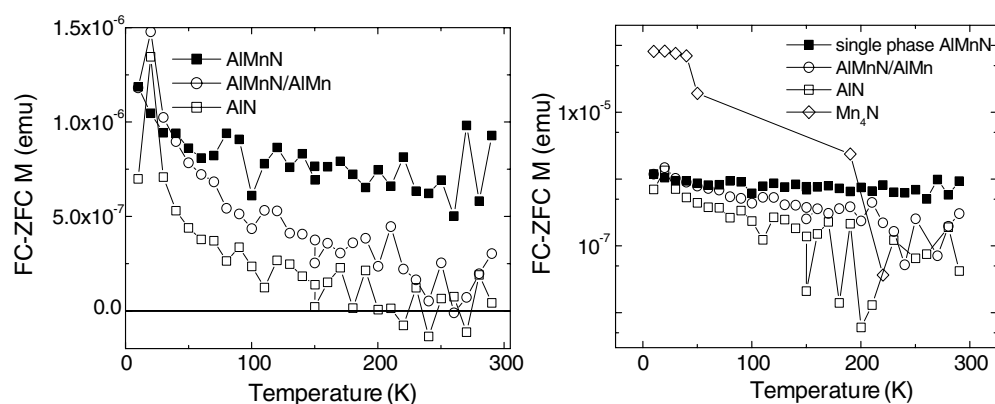 1.5x10⁻⁶
1.0x10⁻⁶
5.0x10⁻⁷
0.0
FC-ZFC M (emu)
AlMnN
AlMnN/AlMn
AlN
0
100
200
300
Temperature (K)
1x10⁻⁵
1x10⁻⁷
FC-ZFC M (emu)
single phase AlMnN
AlMnN/AlMn
AlN
Mn₄N
0
100
200
300
Temperature (K)